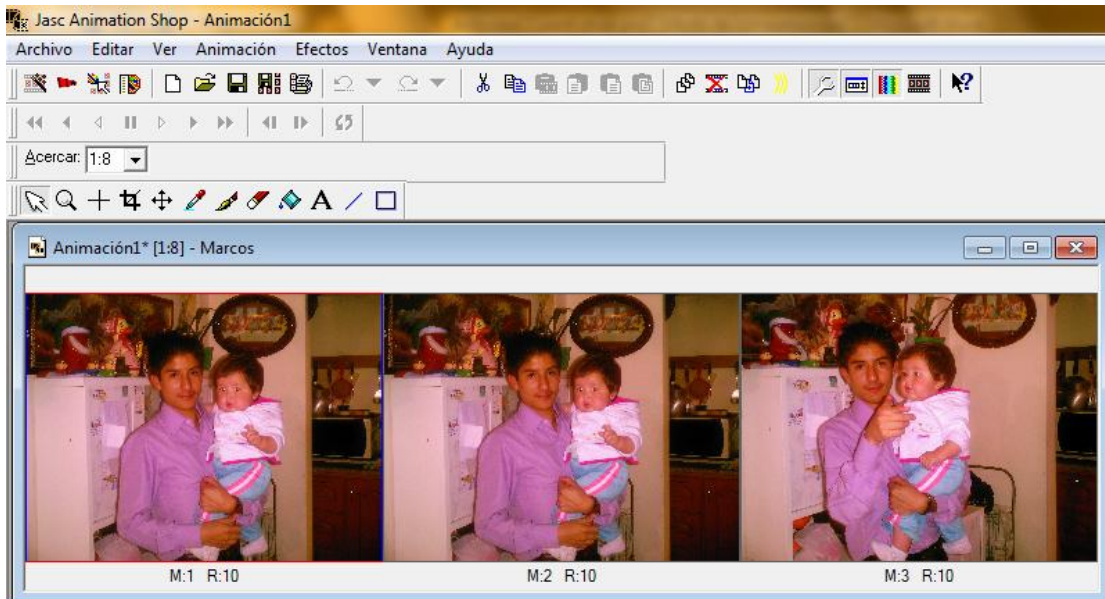 Jasc Animation Shop - Animación1
Archivo Editar Ver Animación Efectos Ventana Ayuda
Acercar: 1:8
A
Animación1* [1:8] - Marcos
M:1 R:10
M:2 R:10
M:3 R:10